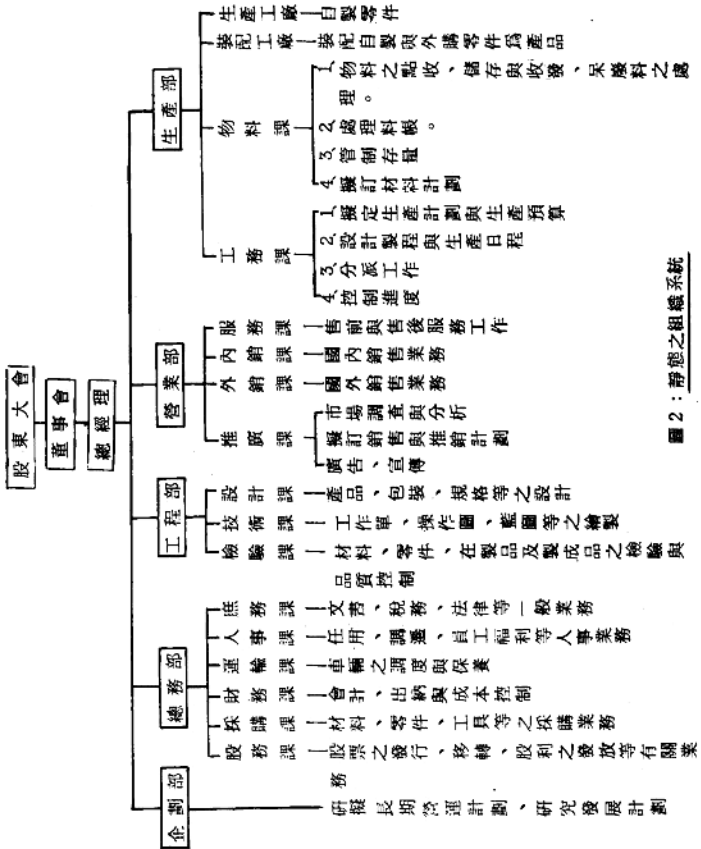 股東大會
董事會
總經理
生產部
生產工廠—自製零件
裝配工廠—裝配自製與外購零件為產品
物料課
1、物料之點收、儲存與收發、呆廢料之處
理。
2、處理料帳。
3、管制存量
4、擬訂材料計劃
工務課
1、擬定生產計劃與生產預算
2、設計製程與生產日程
3、分派工作
4、控制進度
營業部
服務課—售前與售後服務工作
內銷課—國內銷售業務
外銷課—國外銷售業務
推廣課
市場調查與分析
擬訂銷售與推銷計劃
廣告、宣傳
工程部
設計課—產品、包裝、規格等之設計
技術課—工作單、操作圖、藍圖等之繪製
檢驗課—材料、零件、在製品及製成品之檢驗與
品質控制
總務部
庶務課—文書、稅務、法律等一般業務
人事課—任用、調遷、員工福利等人事業務
運輸課—車輛之調度與保養
財務課—會計、出納與成本控制
採購課—材料、零件、工具等之採購業務
股務課—股票之發行、移轉、股利之發放等有關業
務
企劃部
研擬長期營運計劃、研究發展計劃
圖2：靜態之組織系統